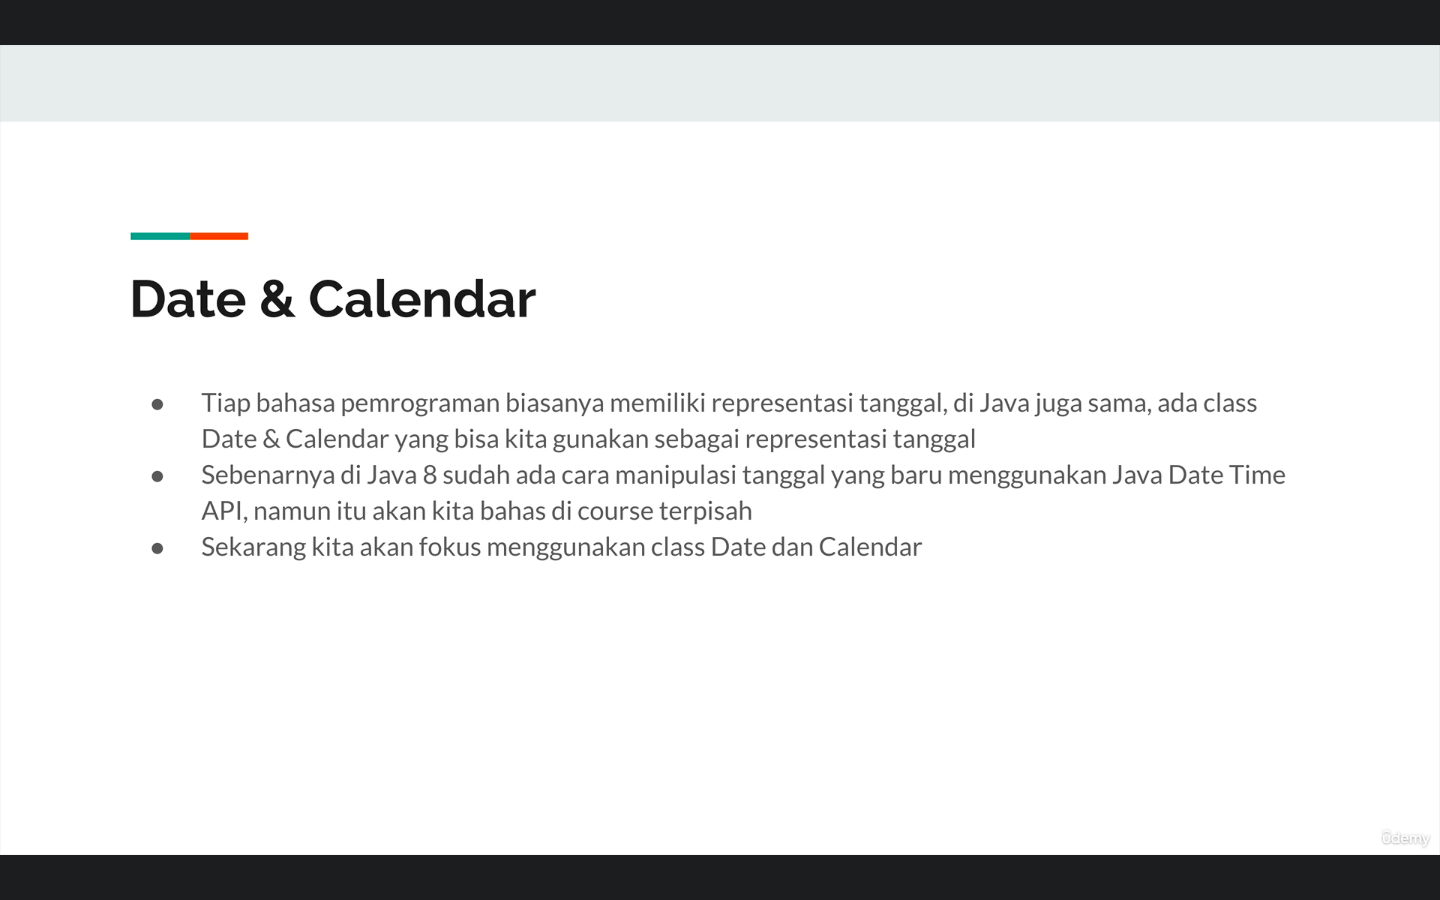 Date & Calendar
● Tiap bahasa pemrograman biasanya memiliki representasi tanggal, di Java juga sama, ada class
Date & Calendar yang bisa kita gunakan sebagai representasi tanggal
● Sebenarnya di Java 8 sudah ada cara manipulasi tanggal yang baru menggunakan Java Date Time
API, namun itu akan kita bahas di course terpisah
● Sekarang kita akan fokus menggunakan class Date dan Calendar
ûdemy